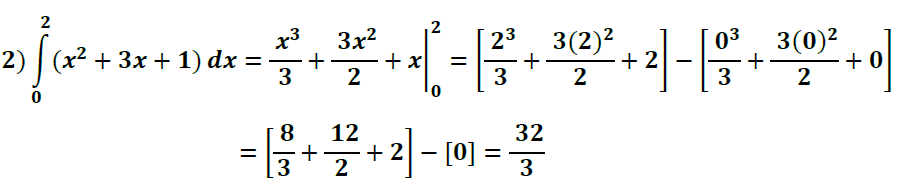 2) ∫₀² (x² + 3x + 1) dx = x³/3 + 3x²/2 + x|₀² = [2³/3 + 3(2)²/2 + 2] − [0³/3 + 3(0)²/2 + 0]
= [8/3 + 12/2 + 2] − [0] = 32/3